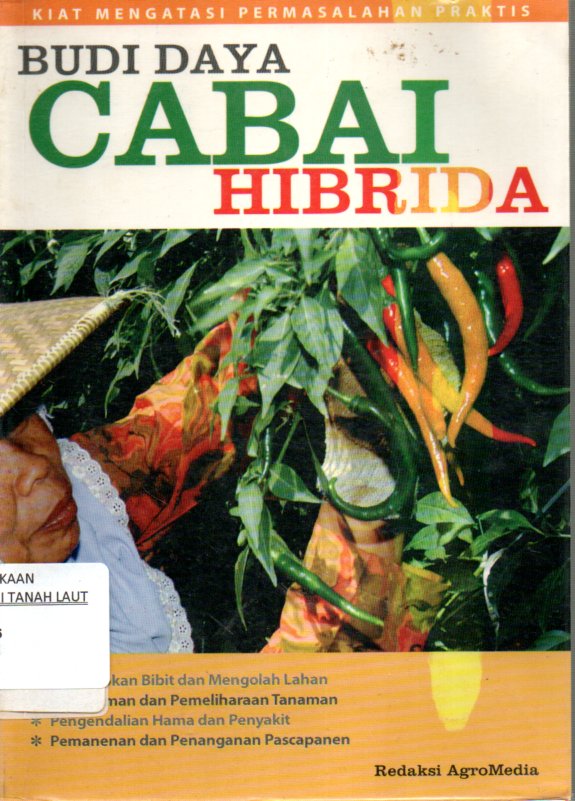 KIAT MENGATASI PERMASALAHAN PRAKTIS
BUDI DAYA
CABAI
HIBRIDA
KAAN
I TANAH LAUT
kan Bibit dan Mengolah Lahan
man dan Pemeliharaan Tanaman
* Pengendalian Hama dan Penyakit
* Pemanenan dan Penanganan Pascapanen
Redaksi AgroMedia